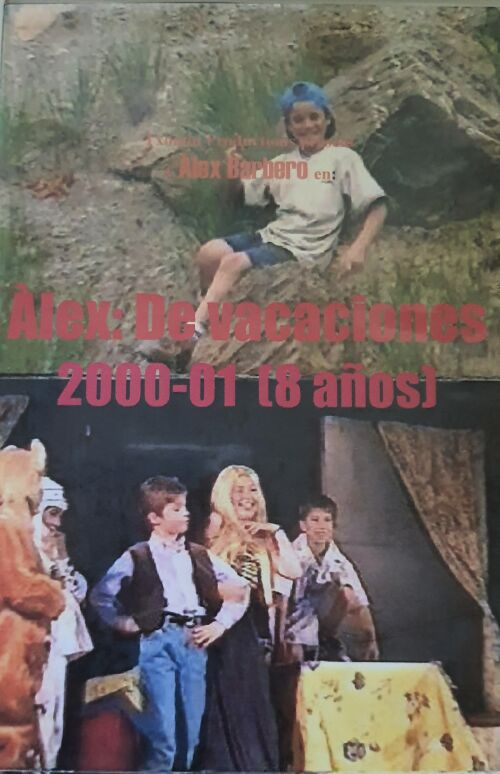 Alex Barbero en:
Àlex: De vacaciones
2000-01 (8 años)